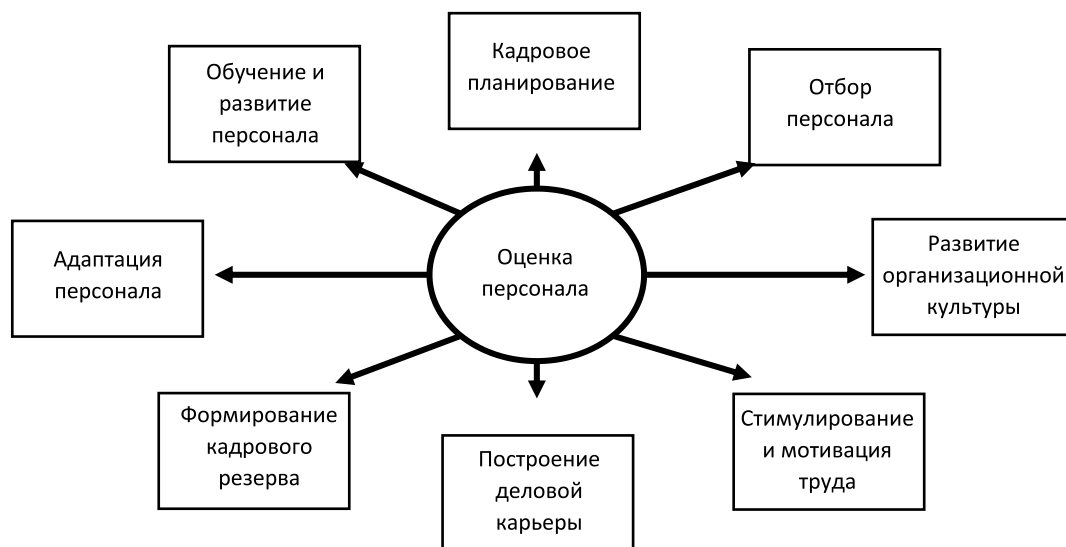 Кадровое
планирование
Обучение и
развитие
персонала
Отбор
персонала
Адаптация
персонала
Оценка
персонала
Развитие
организационной
культуры
Формирование
кадрового
резерва
Построение
деловой
карьеры
Стимулирование
и мотивация
труда